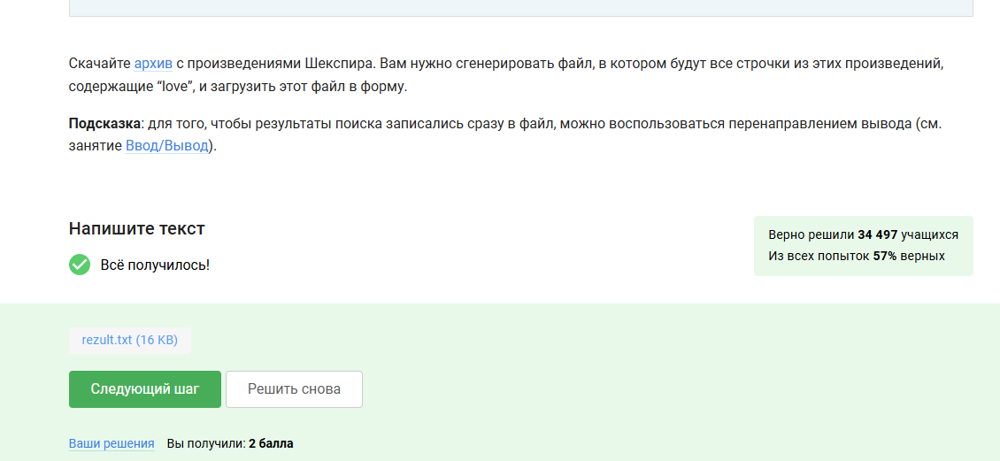 Скачайте архив с произведениями Шекспира. Вам нужно сгенерировать файл, в котором будут все строчки из этих произведений,
содержащие “love”, и загрузить этот файл в форму.
Подсказка: для того, чтобы результаты поиска записались сразу в файл, можно воспользоваться перенаправлением вывода (см.
занятие Ввод/Вывод).
Напишите текст
Всё получилось!
Верно решили 34 497 учащихся
Из всех попыток 57% верных
rezult.txt (16 KB)
Следующий шаг
Решить снова
Ваши решения Вы получили: 2 балла